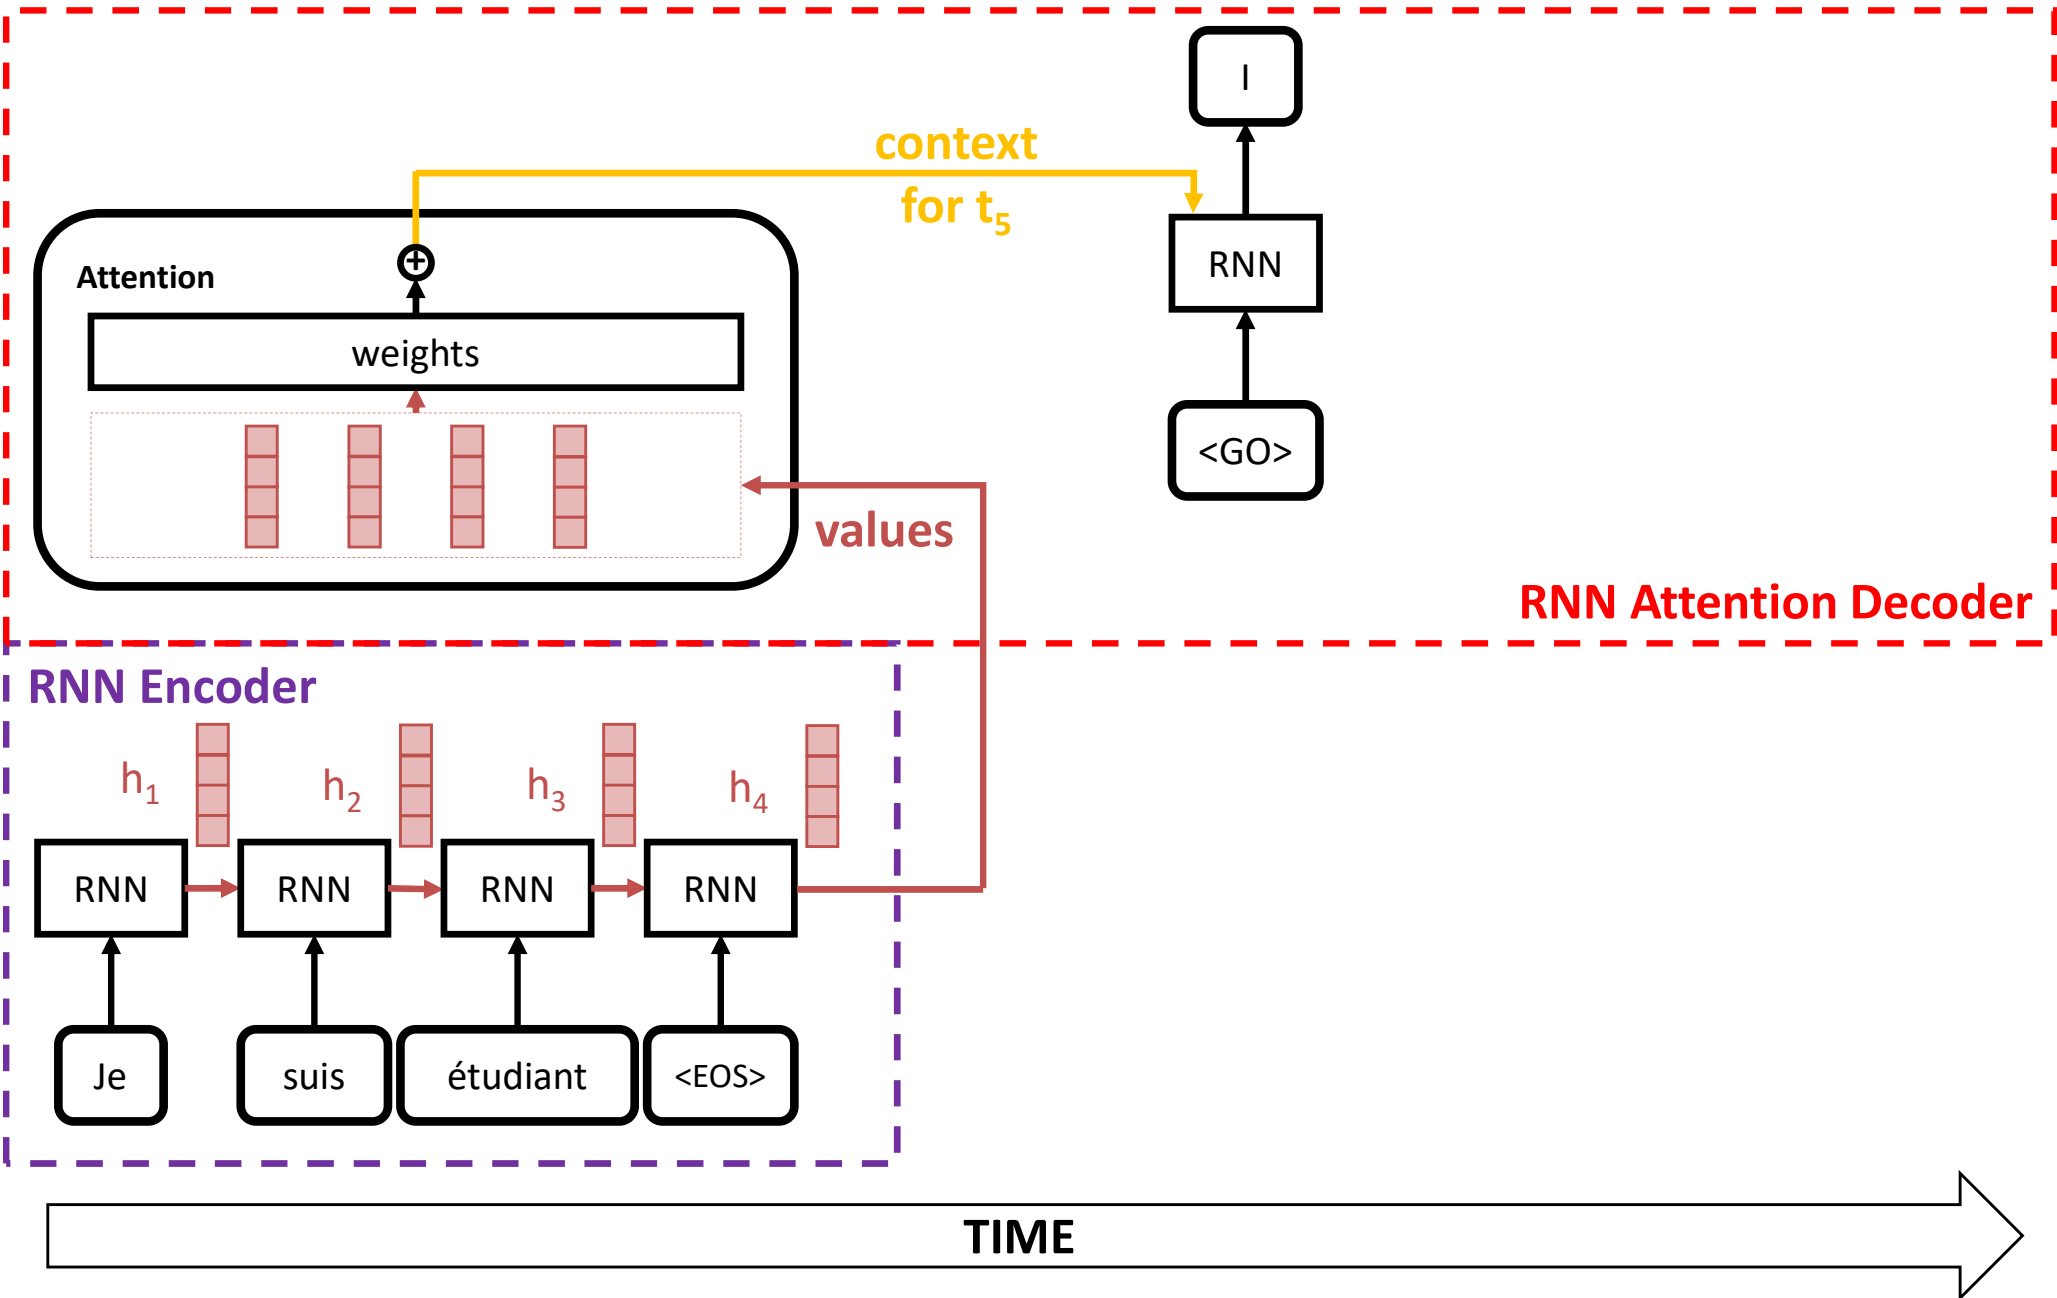 I
context
for t₅
Attention
RNN
weights
<GO>
values
RNN Attention Decoder
RNN Encoder
h₁
h₂
h₃
h₄
RNN
RNN
RNN
RNN
Je
suis
étudiant
<EOS>
TIME